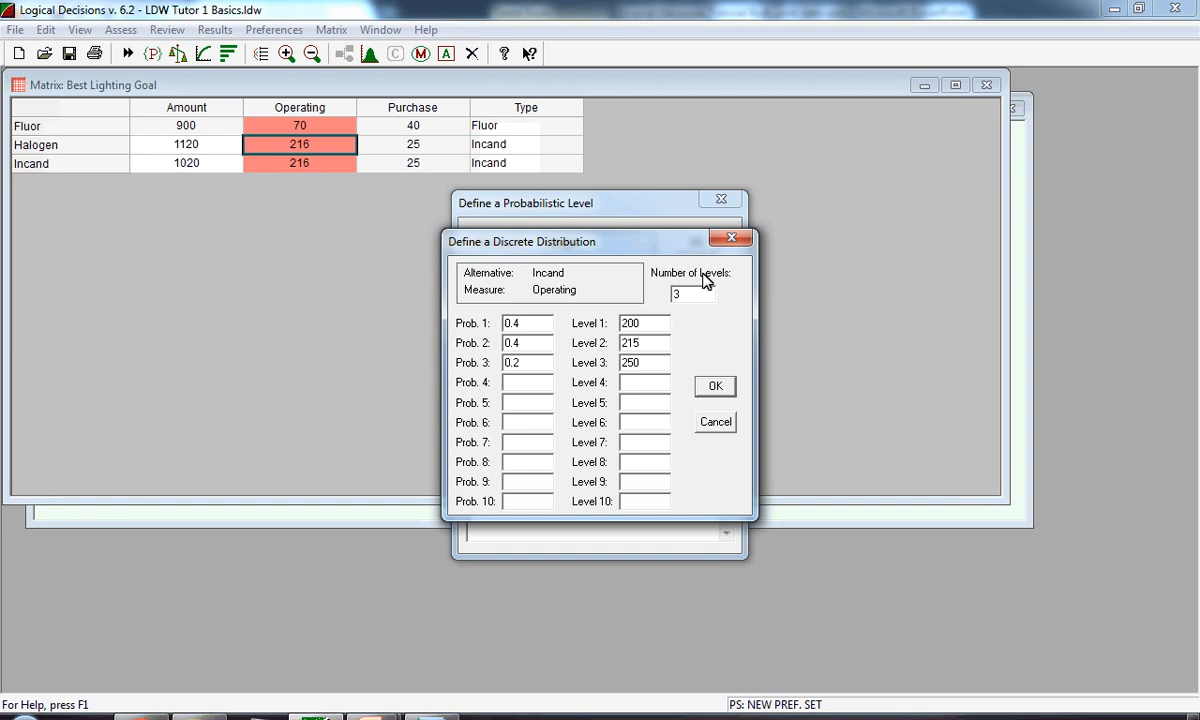 Logical Decisions v. 6.2 - LDW Tutor 1 Basics.ldw
File Edit View Assess Review Results Preferences Matrix Window Help
Matrix: Best Lighting Goal
Amount Operating Purchase Type
Fluor 900 70 40 Fluor
Halogen 1120 216 25 Incand
Incand 1020 216 25 Incand
Define a Probabilistic Level
Define a Discrete Distribution
Alternative: Incand Number of Levels:
Measure: Operating 3
Prob. 1: 0.4 Level 1: 200
Prob. 2: 0.4 Level 2: 215
Prob. 3: 0.2 Level 3: 250
Prob. 4: Level 4:
OK
Prob. 5: Level 5:
Prob. 6: Level 6: Cancel
Prob. 7: Level 7:
Prob. 8: Level 8:
Prob. 9: Level 9:
Prob. 10: Level 10:
For Help, press F1 PS: NEW PREF. SET